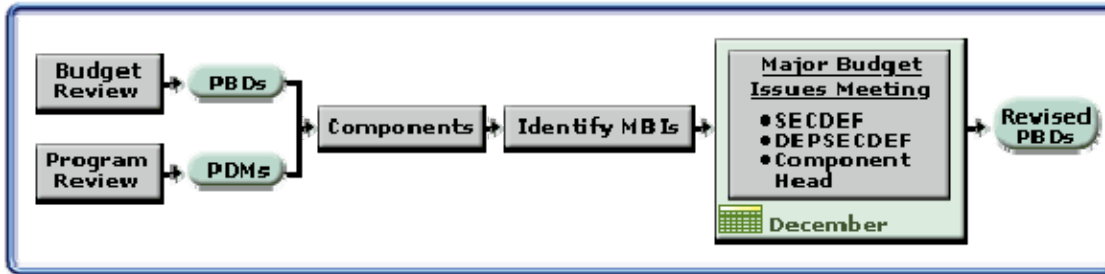 Budget
Review
PBDs
Program
Review
PDMs
Components
Identify MBIs
Major Budget
Issues Meeting
●SECDEF
●DEPSECDEF
●Component
Head
December
Revised
PBDs